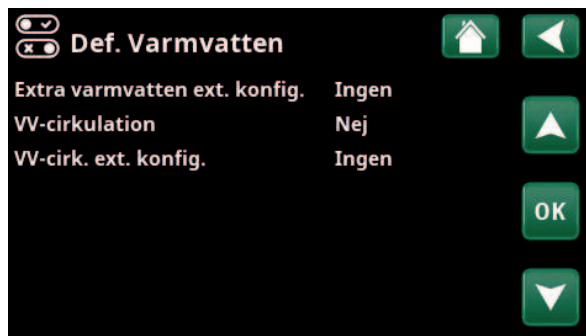 Def. Varmvatten
Extra varmvatten ext. konfig. Ingen
VV-cirkulation Nej
VV-cirk. ext. konfig. Ingen
OK